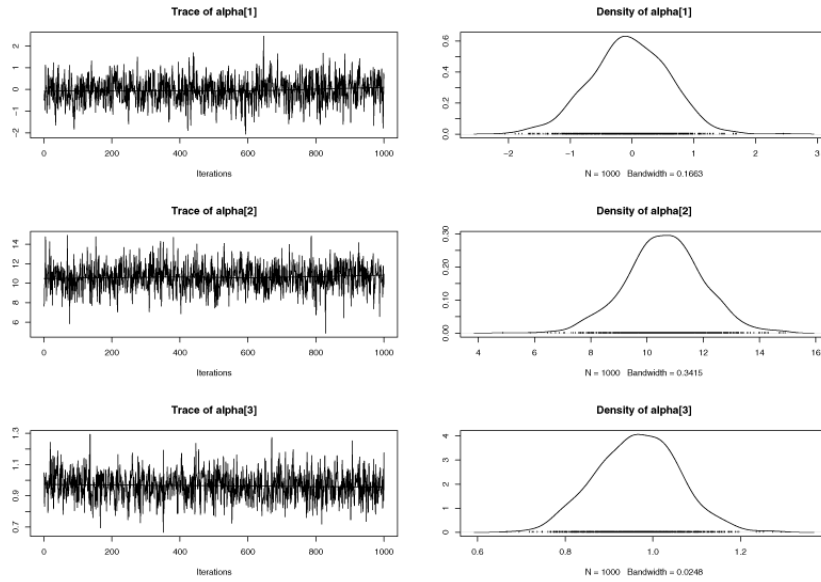 Trace of alpha[1]
2
1
0
−1
−2
0 200 400 600 800 1000
Iterations
Density of alpha[1]
0.6
0.4
0.2
0.0
−2 −1 0 1 2 3
N = 1000 Bandwidth = 0.1663
Trace of alpha[2]
14
12
10
8
6
0 200 400 600 800 1000
Iterations
Density of alpha[2]
0.30
0.20
0.10
0.00
4 6 8 10 12 14 16
N = 1000 Bandwidth = 0.3415
Trace of alpha[3]
1.3
1.1
0.9
0.7
0 200 400 600 800 1000
Iterations
Density of alpha[3]
4
3
2
1
0
0.6 0.8 1.0 1.2
N = 1000 Bandwidth = 0.0248